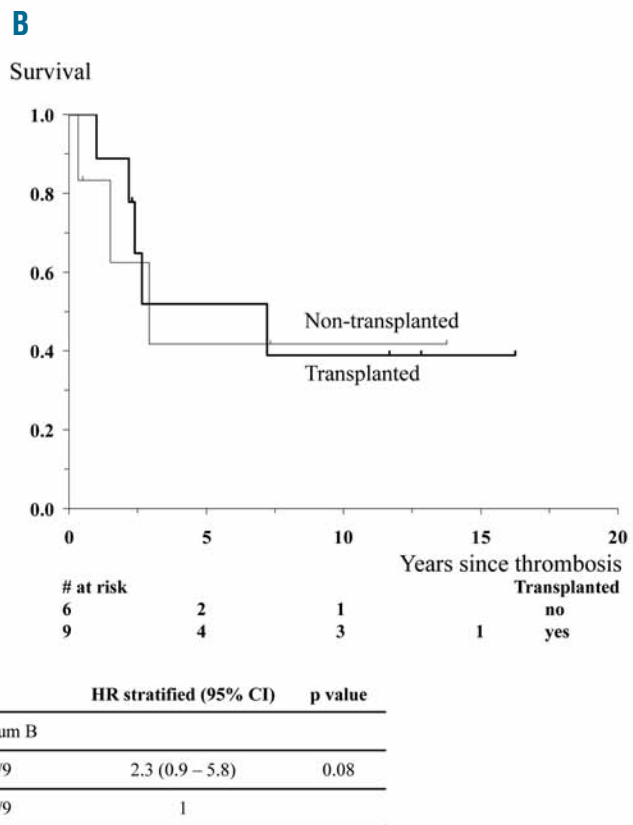 B
Survival
1.0
0.8
0.6
0.4
0.2
0.0
Non-transplanted
Transplanted
0 5 10 15 20
Years since thrombosis
# at risk Transplanted
6 2 1 no
9 4 3 1 yes
HR stratified (95% CI) p value
um B
/9 2.3 (0.9 – 5.8) 0.08
/9 1